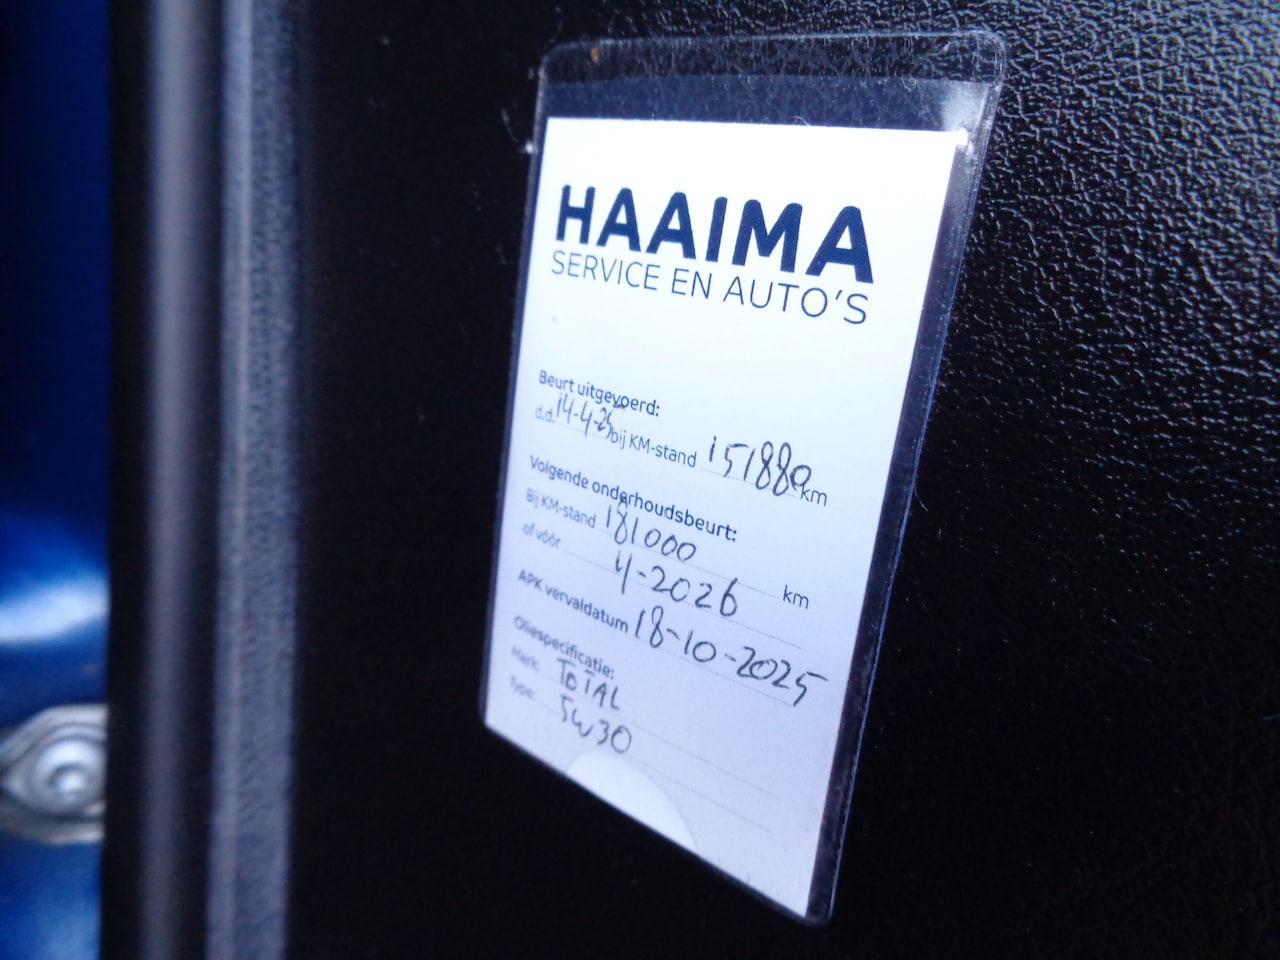 HAAIMA
SERVICE EN AUTO'S
Beurt uitgevoerd:
d.d. 14-4-25 bij KM-stand 151880 km
Volgende onderhoudsbeurt:
Bij KM-stand 181000 km
of vóór 4-2026
APK vervaldatum 18-10-2025
Oliespecificatie:
Merk: TOTAL
Type: 5W30